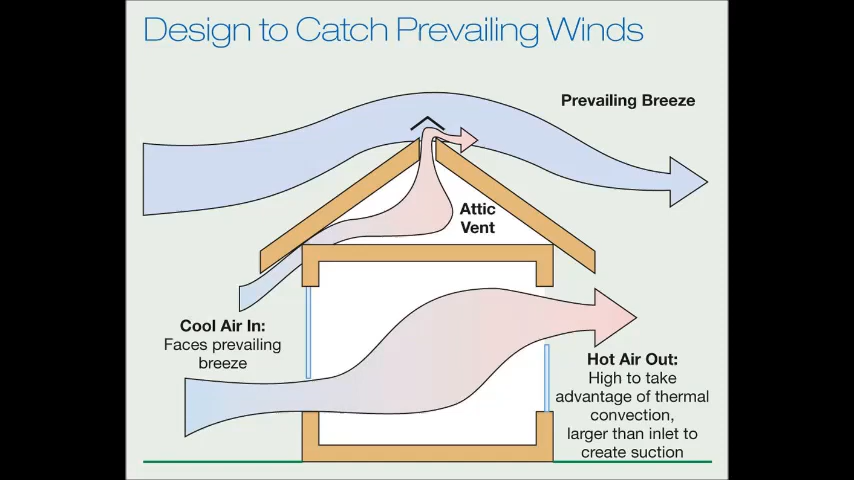 Design to Catch Prevailing Winds
Prevailing Breeze
Attic
Vent
Cool Air In:
Faces prevailing
breeze
Hot Air Out:
High to take
advantage of thermal
convection,
larger than inlet to
create suction